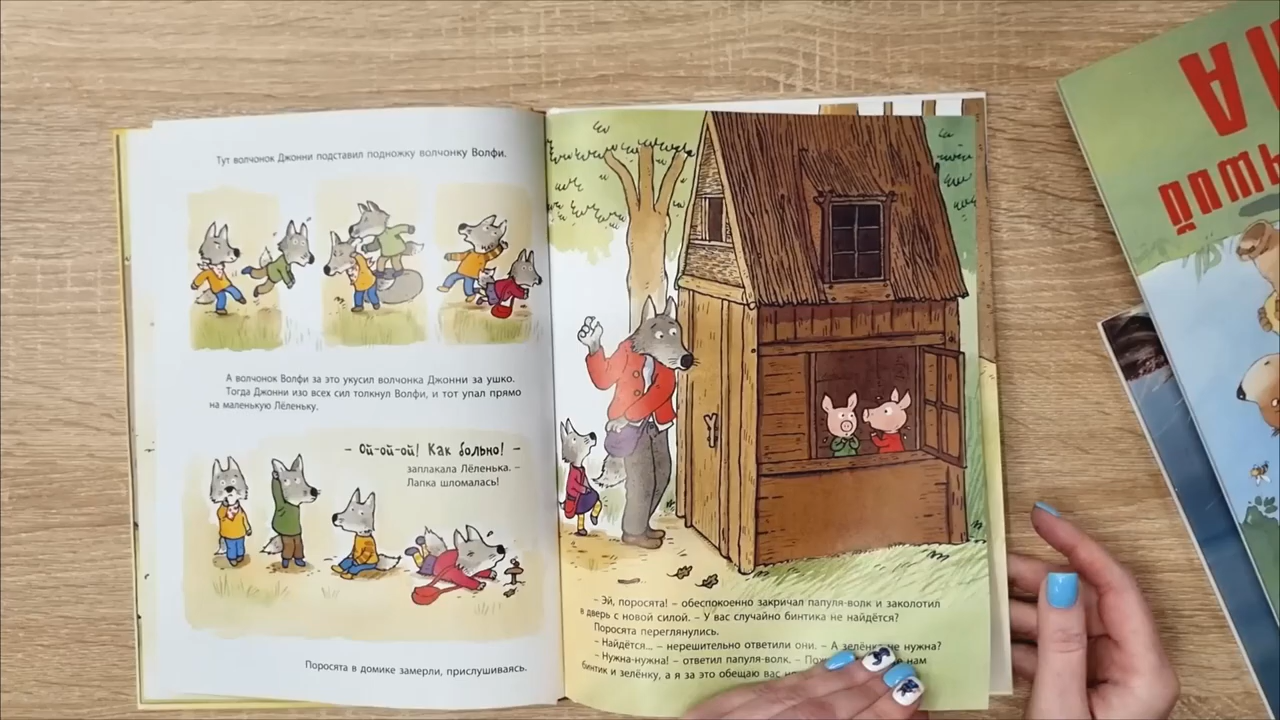 Тут волчонок Джонни подставил подножку волчонку Волфи.
А волчонок Волфи за это укусил волчонка Джонни за ушко.
Тогда Джонни изо всех сил толкнул Волфи, и тот упал прямо
на маленькую Лёленьку.
– Ой-ой-ой! Как больно! –
заплакала Лёленька. –
Лапка шломалась!
Поросята в домике замерли, прислушиваясь.
– Эй, поросята! – обеспокоенно закричал папуля-волк и заколотил
в дверь с новой силой. – У вас случайно бинтика не найдётся?
Поросята переглянулись.
– Найдётся... – нерешительно ответили они. – А зелёнка не нужна?
– Нужна-нужна! – ответил папуля-волк. – нам
бинтик и зелёнку, а я за это обещаю вас